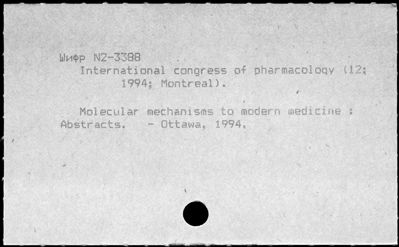 Шифр N2-3388
International congress of pharmacology (12;
1994; Montreal).
Molecular mechanisms to modern medicine :
Abstracts. - Ottawa, 1994.